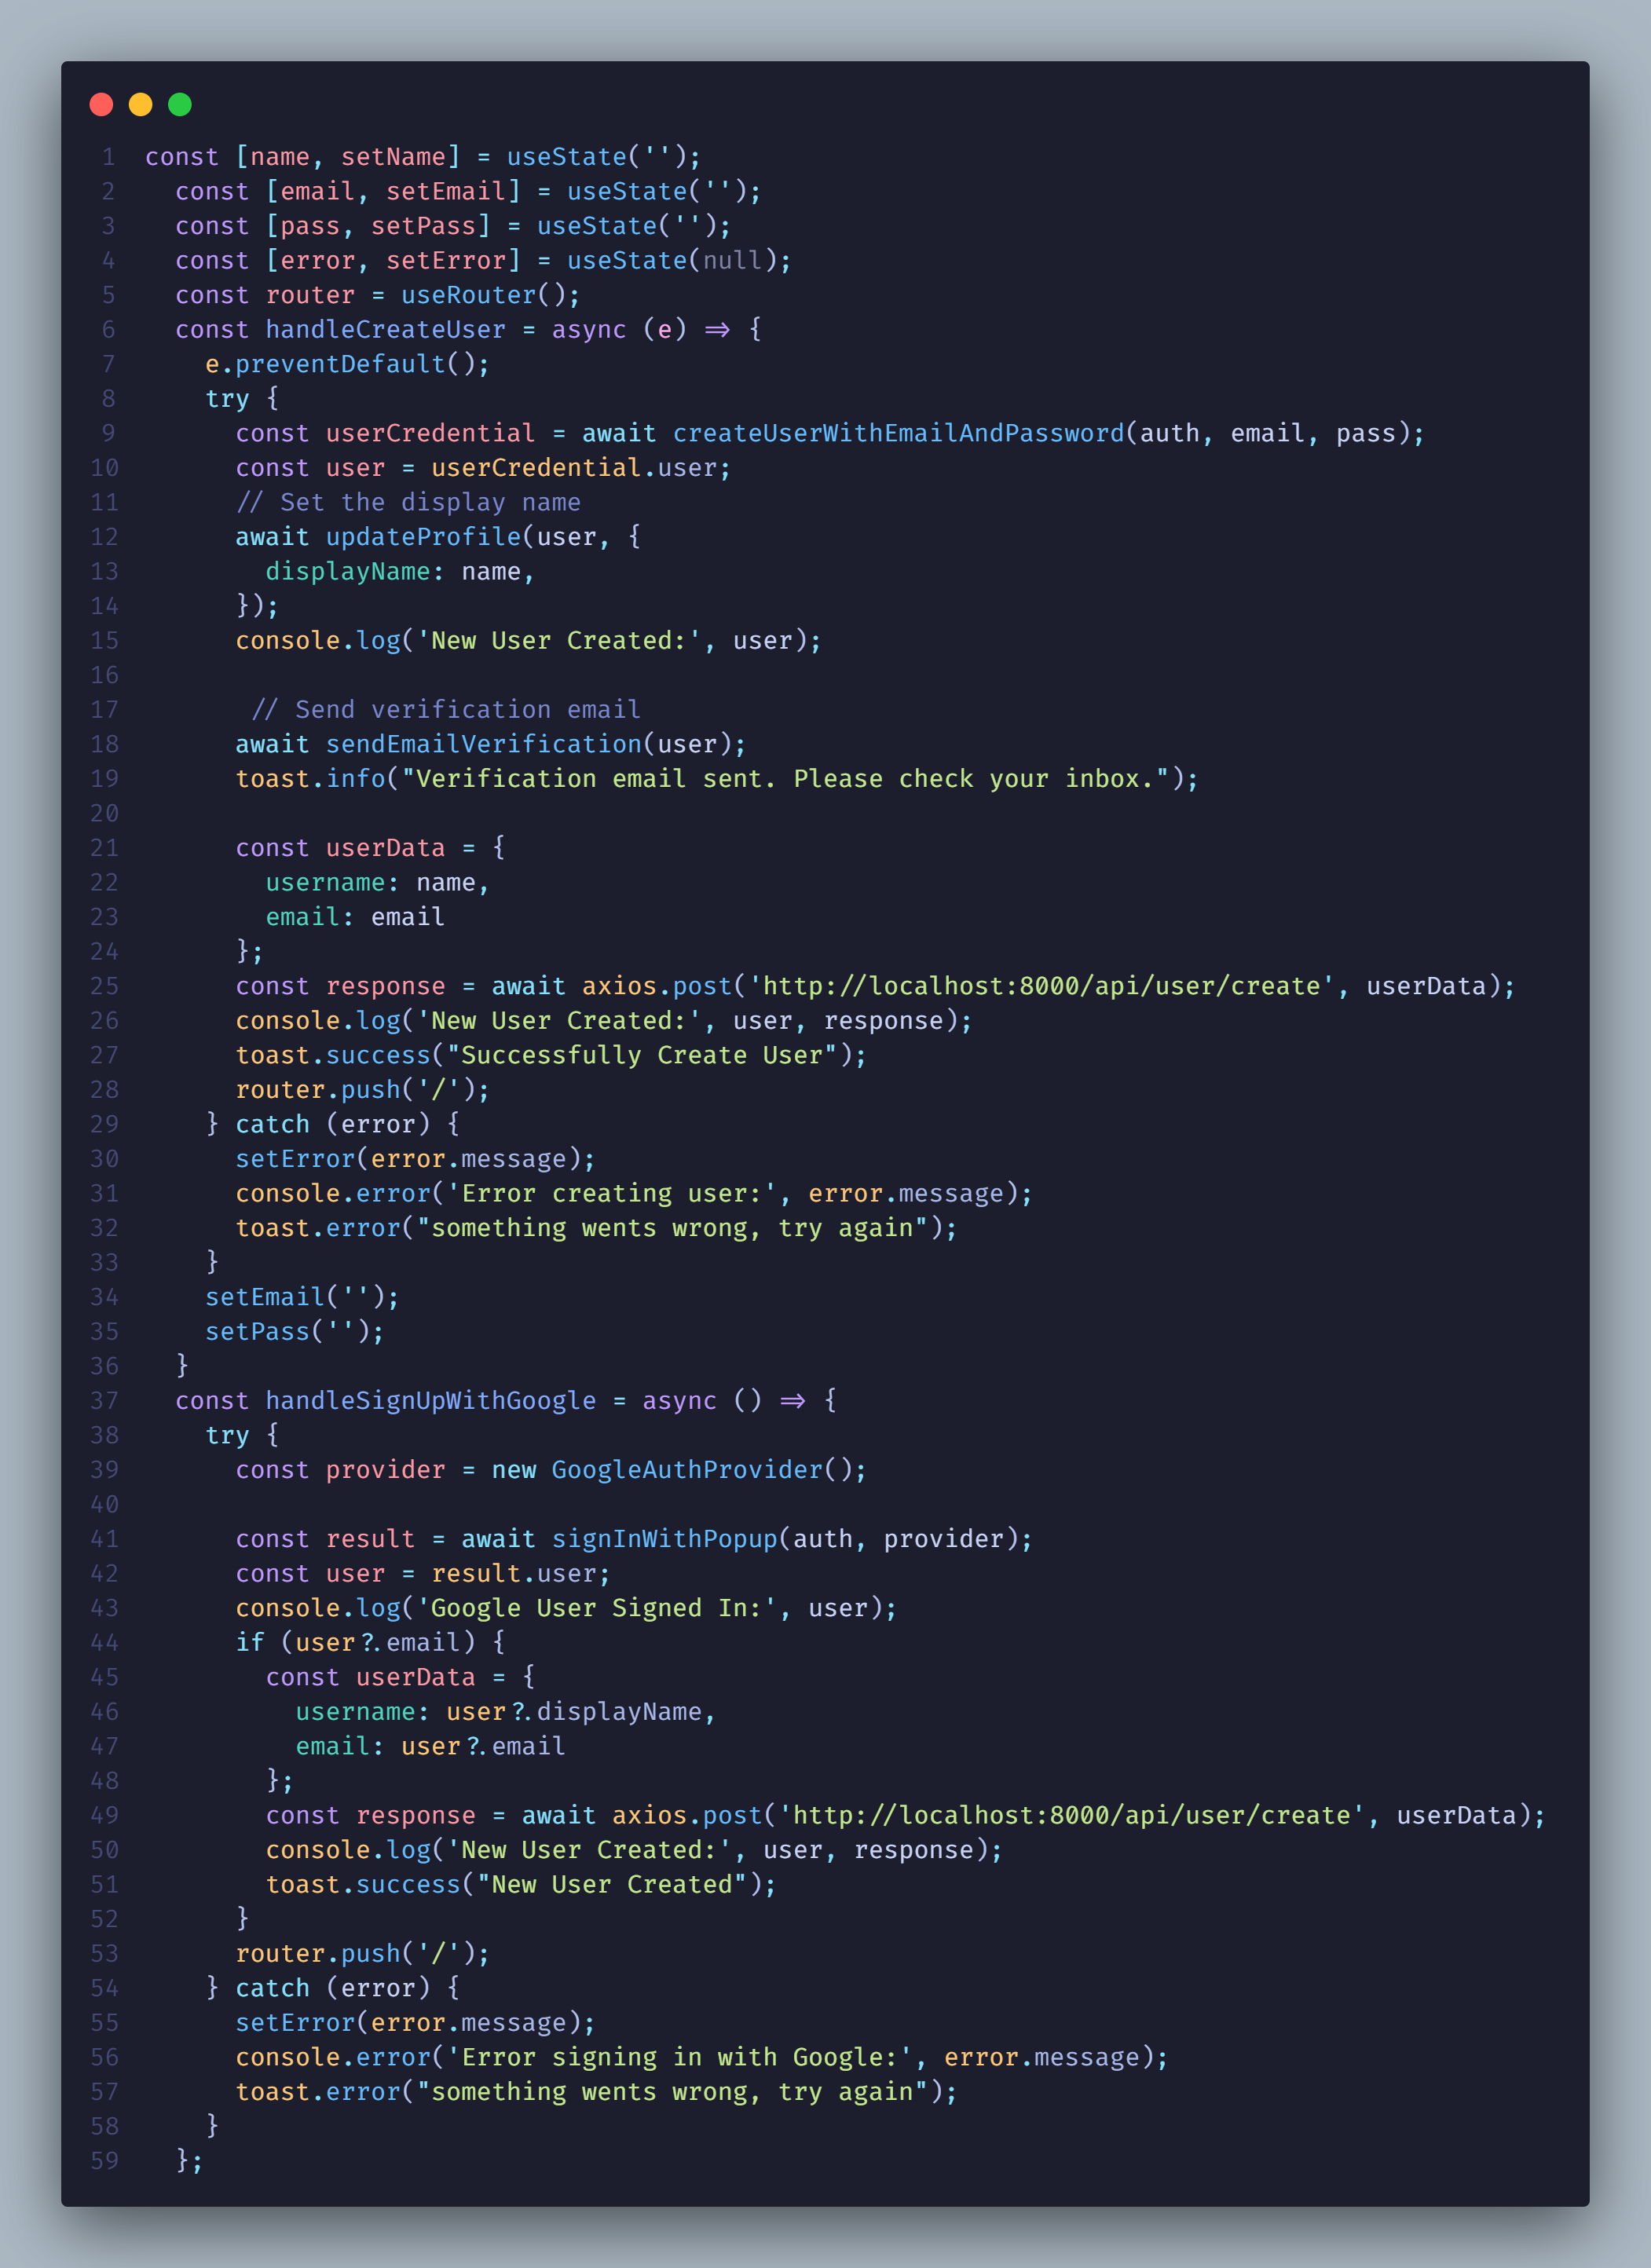 1 const [name, setName] = useState('');
2 const [email, setEmail] = useState('');
3 const [pass, setPass] = useState('');
4 const [error, setError] = useState(null);
5 const router = useRouter();
6 const handleCreateUser = async (e) => {
7 e.preventDefault();
8 try {
9 const userCredential = await createUserWithEmailAndPassword(auth, email, pass);
10 const user = userCredential.user;
11 // Set the display name
12 await updateProfile(user, {
13 displayName: name,
14 });
15 console.log('New User Created:', user);
16
17 // Send verification email
18 await sendEmailVerification(user);
19 toast.info("Verification email sent. Please check your inbox.");
20
21 const userData = {
22 username: name,
23 email: email
24 };
25 const response = await axios.post('http://localhost:8000/api/user/create', userData);
26 console.log('New User Created:', user, response);
27 toast.success("Successfully Create User");
28 router.push('/');
29 } catch (error) {
30 setError(error.message);
31 console.error('Error creating user:', error.message);
32 toast.error("something wents wrong, try again");
33 }
34 setEmail('');
35 setPass('');
36 }
37 const handleSignUpWithGoogle = async () => {
38 try {
39 const provider = new GoogleAuthProvider();
40
41 const result = await signInWithPopup(auth, provider);
42 const user = result.user;
43 console.log('Google User Signed In:', user);
44 if (user?.email) {
45 const userData = {
46 username: user?.displayName,
47 email: user?.email
48 };
49 const response = await axios.post('http://localhost:8000/api/user/create', userData);
50 console.log('New User Created:', user, response);
51 toast.success("New User Created");
52 }
53 router.push('/');
54 } catch (error) {
55 setError(error.message);
56 console.error('Error signing in with Google:', error.message);
57 toast.error("something wents wrong, try again");
58 }
59 };